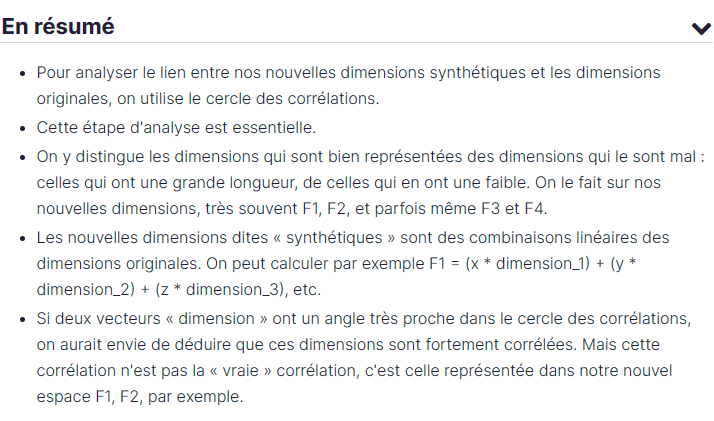 En résumé
Pour analyser le lien entre nos nouvelles dimensions synthétiques et les dimensions
originales, on utilise le cercle des corrélations.
Cette étape d'analyse est essentielle.
On y distingue les dimensions qui sont bien représentées des dimensions qui le sont mal :
celles qui ont une grande longueur, de celles qui en ont une faible. On le fait sur nos
nouvelles dimensions, très souvent F1, F2, et parfois même F3 et F4.
Les nouvelles dimensions dites « synthétiques » sont des combinaisons linéaires des
dimensions originales. On peut calculer par exemple F1 = (x * dimension_1) + (y *
dimension_2) + (z * dimension_3), etc.
Si deux vecteurs « dimension » ont un angle très proche dans le cercle des corrélations,
on aurait envie de déduire que ces dimensions sont fortement corrélées. Mais cette
corrélation n'est pas la « vraie » corrélation, c'est celle représentée dans notre nouvel
espace F1, F2, par exemple.